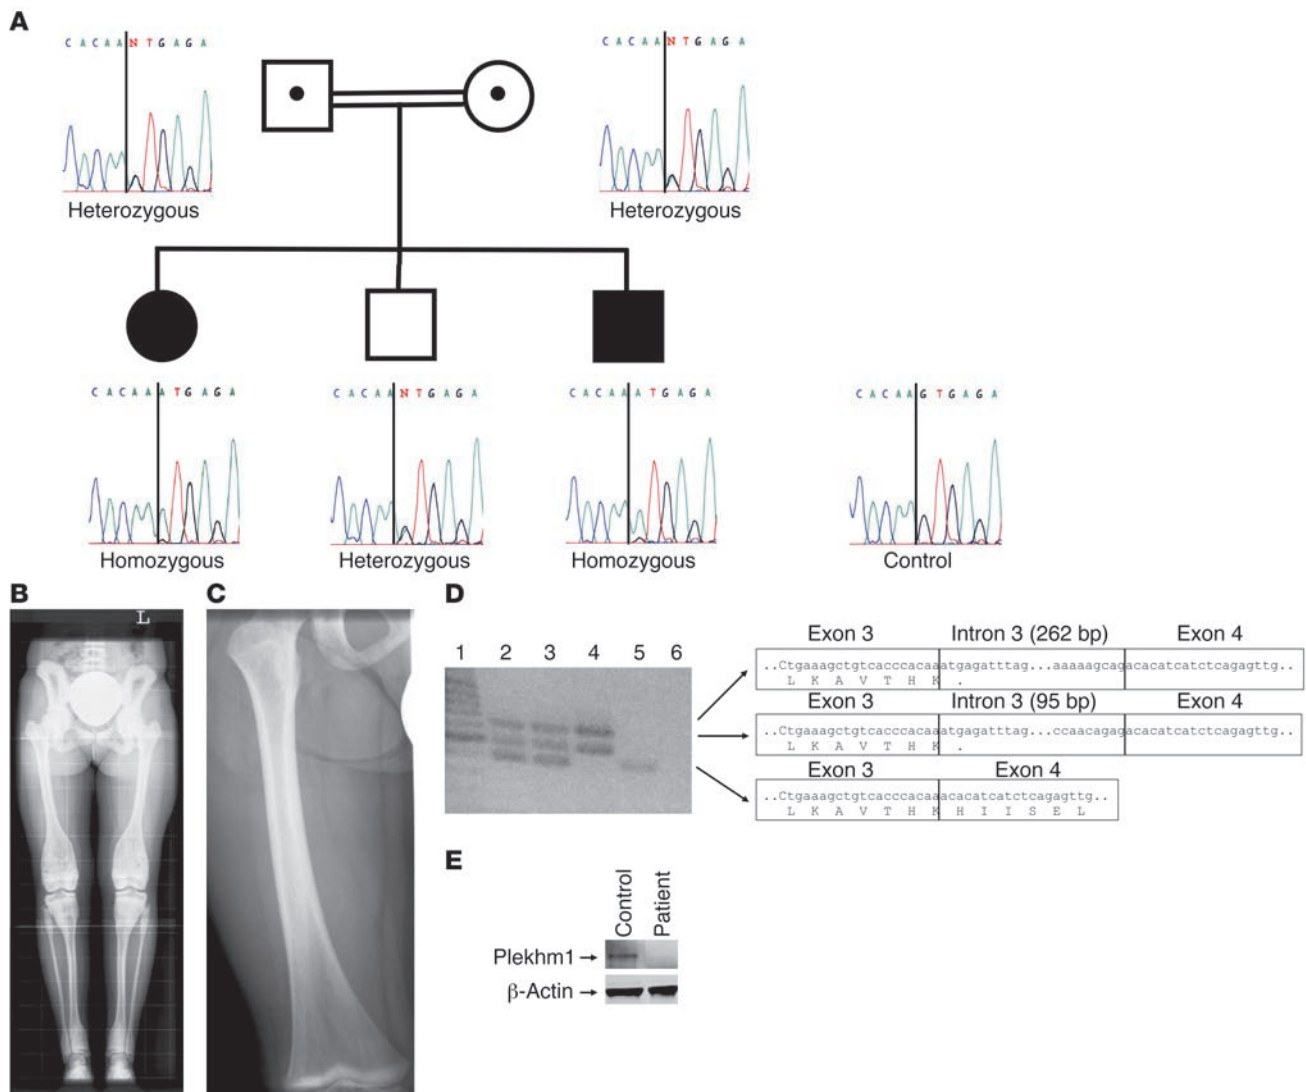 A
C A C A A N T G A G A
C A C A A N T G A G A
Heterozygous
Heterozygous
C A C A A A T G A G A
C A C A A N T G A G A
C A C A A A T G A G A
C A C A A G T G A G A
Homozygous
Heterozygous
Homozygous
Control
B
L
C
D
1 2 3 4 5 6
Exon 3 Intron 3 (262 bp) Exon 4
..Ctgaaagctgtcacccacaaatgagatttag...aaaaagcagacacatcatctcagagttg..
L K A V T H K .
Exon 3 Intron 3 (95 bp) Exon 4
..Ctgaaagctgtcacccacaaatgagatttag...ccaacagagacacatcatctcagagttg..
L K A V T H K .
Exon 3 Exon 4
..Ctgaaagctgtcacccacaaacacatcatctcagagttg..
L K A V T H K H I I S E L
E
Control
Patient
Plekhm1
β-Actin